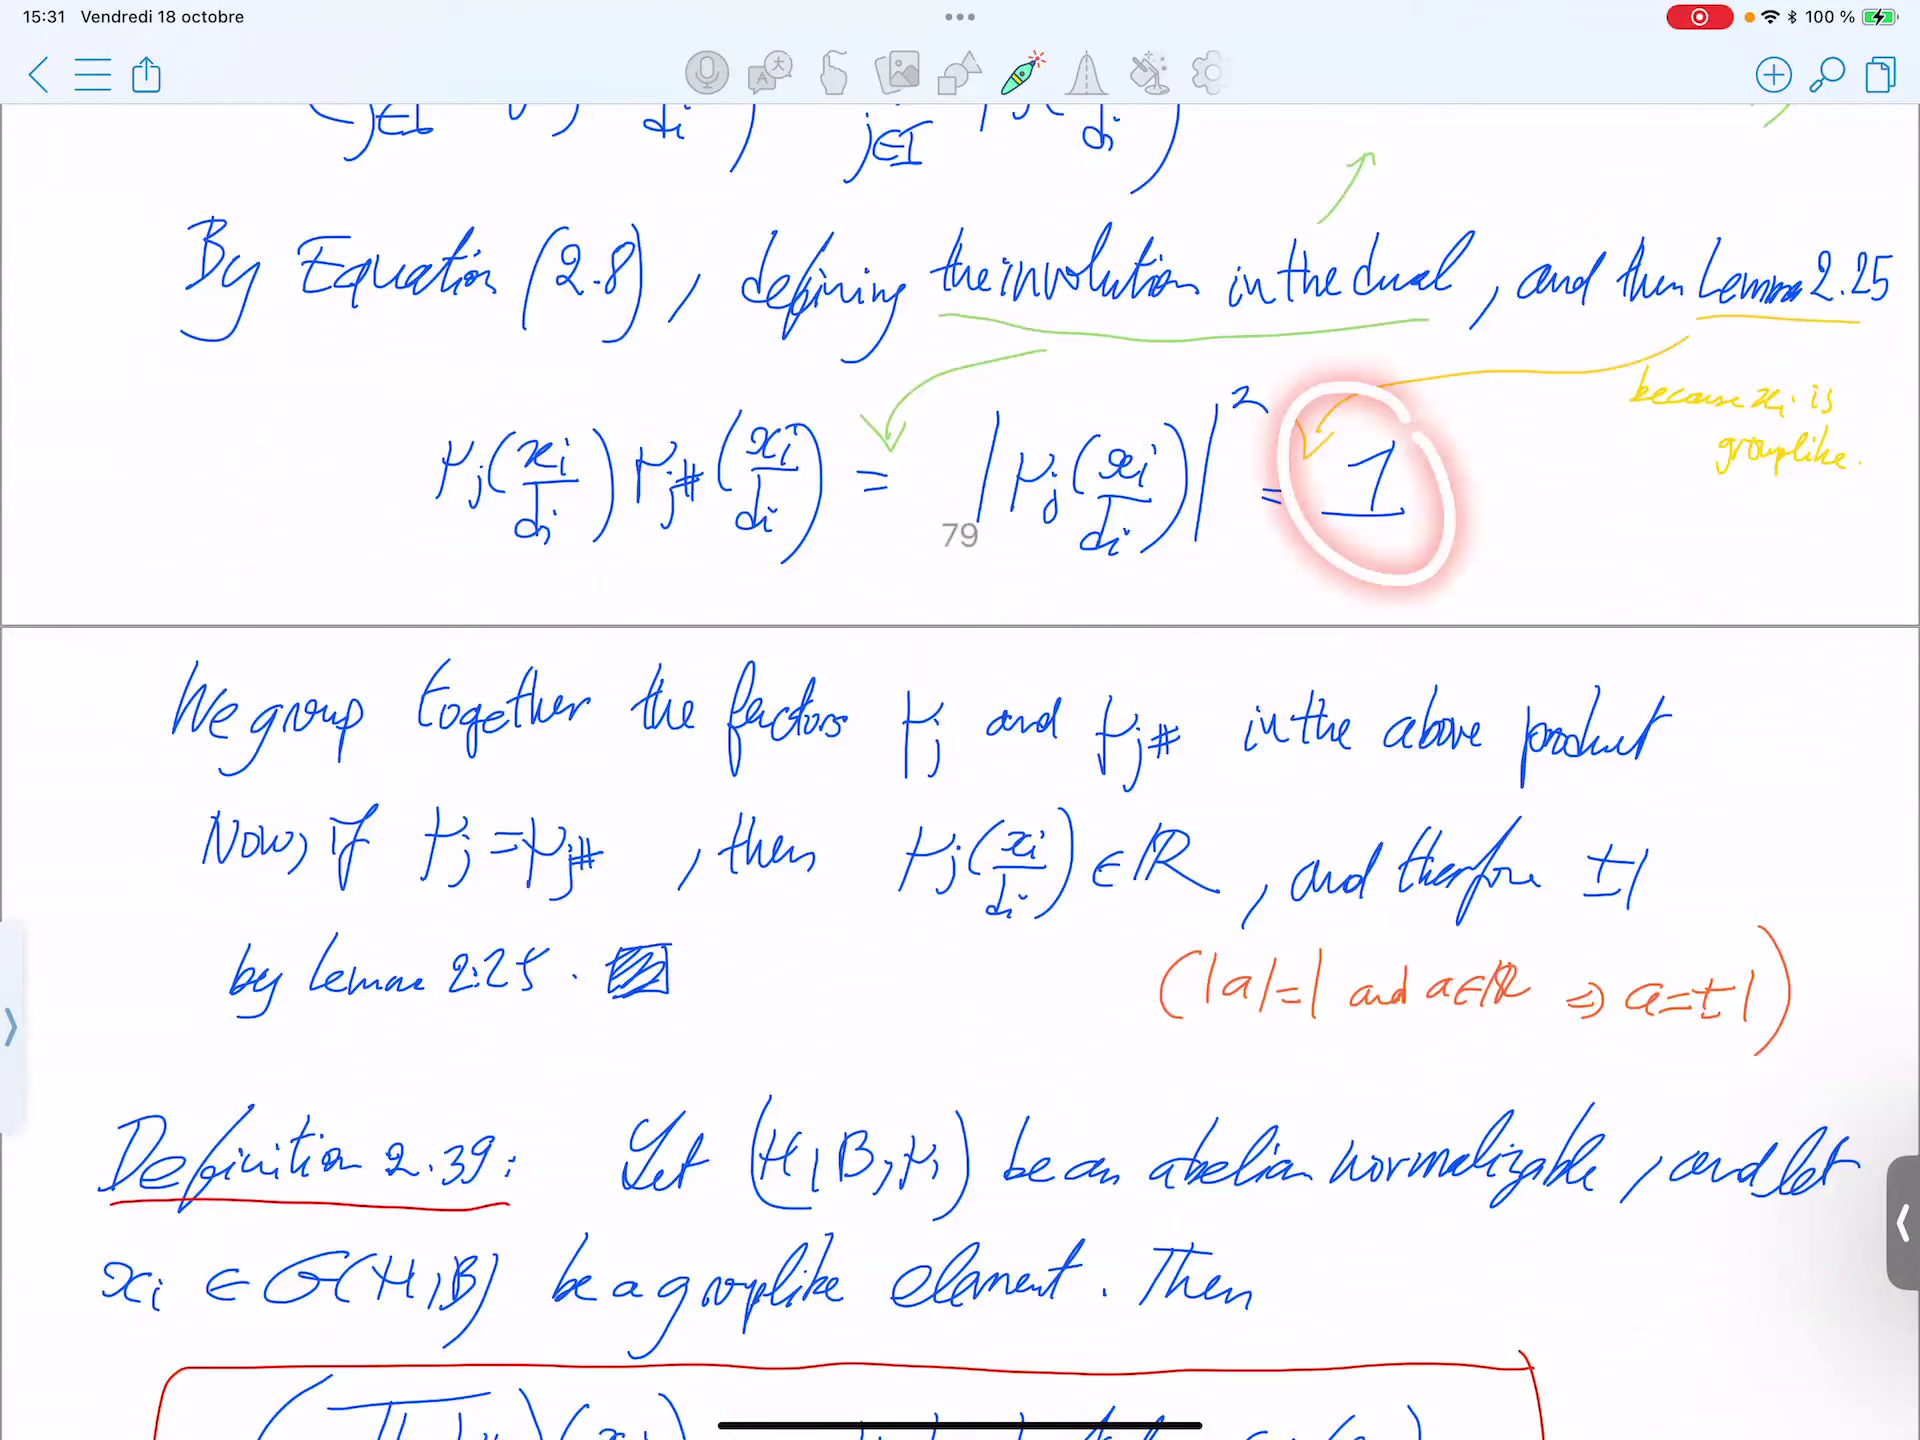 15:31 Vendredi 18 octobre 100 %
j∈I di j∈I di
By Equation (2.8), defining the involution in the dual, and then Lemma 2.25
because xi is
grouplike.
μj(xi/di) μj#(xi/di) = |μj(xi/di)|² = 1
79
We group together the factors μj and μj# in the above product
Now, if μj = μj#, then μj(xi/di) ∈ ℝ, and therefore ±1
by lemma 2.25.
(|a|=1 and a∈ℝ ⇒ a=±1)
Definition 2.39: Let (H, B, μ1) be an abelian normalizable, and let
xi ∈ G(H, B) be a grouplike element. Then